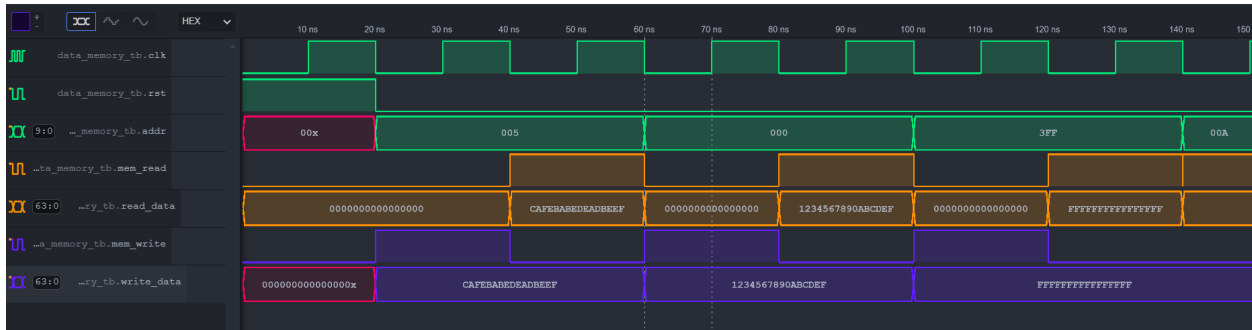 +
-
HEX
10 ns 20 ns 30 ns 40 ns 50 ns 60 ns 70 ns 80 ns 90 ns 100 ns 110 ns 120 ns 130 ns 140 ns 150
data_memory_tb.clk
data_memory_tb.rst
9:0 …_memory_tb.addr 00x 005 000 3FF 00A
…ta_memory_tb.mem_read
63:0 …ry_tb.read_data 0000000000000000 CAFEBABEDEADBEEF 0000000000000000 1234567890ABCDEF 0000000000000000 FFFFFFFFFFFFFFFF
…a_memory_tb.mem_write
63:0 …ry_tb.write_data 000000000000000x CAFEBABEDEADBEEF 1234567890ABCDEF FFFFFFFFFFFFFFFF